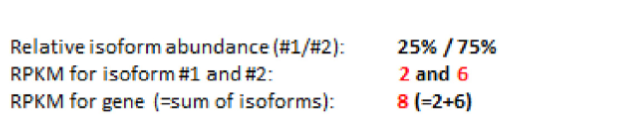 Relative isoform abundance (#1/#2): 25% / 75%
RPKM for isoform #1 and #2: 2 and 6
RPKM for gene (=sum of isoforms): 8 (=2+6)